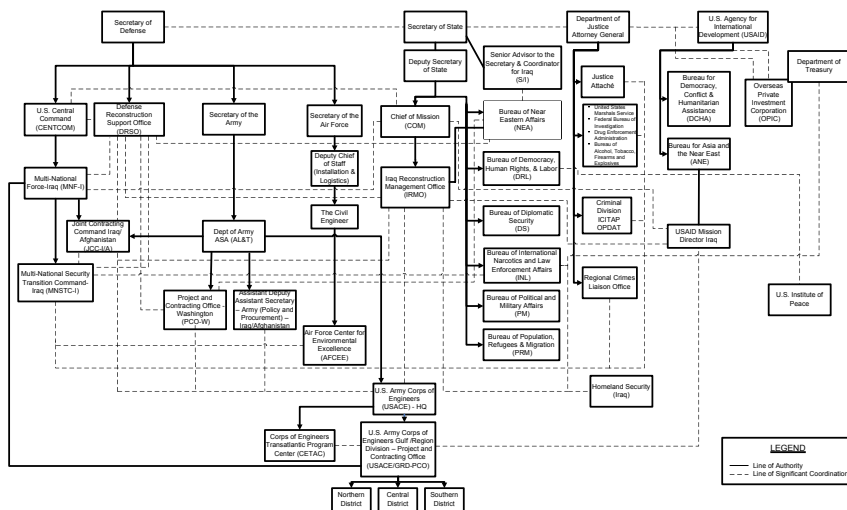 Secretary of
Defense
Secretary of State
Department of
Justice
Attorney General
U.S. Agency for
International
Development (USAID)
Deputy Secretary
of State
Senior Advisor to the
Secretary & Coordinator
for Iraq
(S/I)
Department of
Treasury
Justice
Attaché
Bureau for
Democracy,
Conflict &
Humanitarian
Assistance
(DCHA)
Overseas
Private
Investment
Corporation
(OPIC)
U.S. Central
Command
(CENTCOM)
Defense
Reconstruction
Support Office
(DRSO)
Secretary of the
Army
Secretary of the
Air Force
Chief of Mission
(COM)
Bureau of Near
Eastern Affairs
(NEA)
• United States
Marshals Service
• Federal Bureau of
Investigation
• Drug Enforcement
Administration
• Bureau of
Alcohol, Tobacco,
Firearms and
Explosives
Bureau for Asia and
the Near East
(ANE)
Deputy Chief
of Staff
(Installation &
Logistics)
Multi-National
Force-Iraq (MNF-I)
Iraq Reconstruction
Management Office
(IRMO)
Bureau of Democracy,
Human Rights, & Labor
(DRL)
The Civil
Engineer
Joint Contracting
Command Iraq/
Afghanistan
(JCC-I/A)
Dept of Army
ASA (AL&T)
Bureau of Diplomatic
Security
(DS)
Criminal
Division
ICITAP
OPDAT
USAID Mission
Director Iraq
Multi-National Security
Transition Command-
Iraq (MNSTC-I)
Bureau of International
Narcotics and Law
Enforcement Affairs
(INL)
Regional Crimes
Liaison Office
Project and
Contracting Office -
Washington
(PCO-W)
Assistant Deputy
Assistant Secretary
– Army (Policy and
Procurement) –
Iraq/Afghanistan
Bureau of Political and
Military Affairs
(PM)
U.S. Institute of
Peace
Air Force Center for
Environmental
Excellence
(AFCEE)
Bureau of Population,
Refugees & Migration
(PRM)
U.S. Army Corps of
Engineers
(USACE) - HQ
Homeland Security
(Iraq)
Corps of Engineers
Transatlantic Program
Center (CETAC)
U.S. Army Corps of
Engineers Gulf /Region
Division – Project and
Contracting Office
(USACE/GRD-PCO)
LEGEND
Line of Authority
Line of Significant Coordination
Northern
District
Central
District
Southern
District